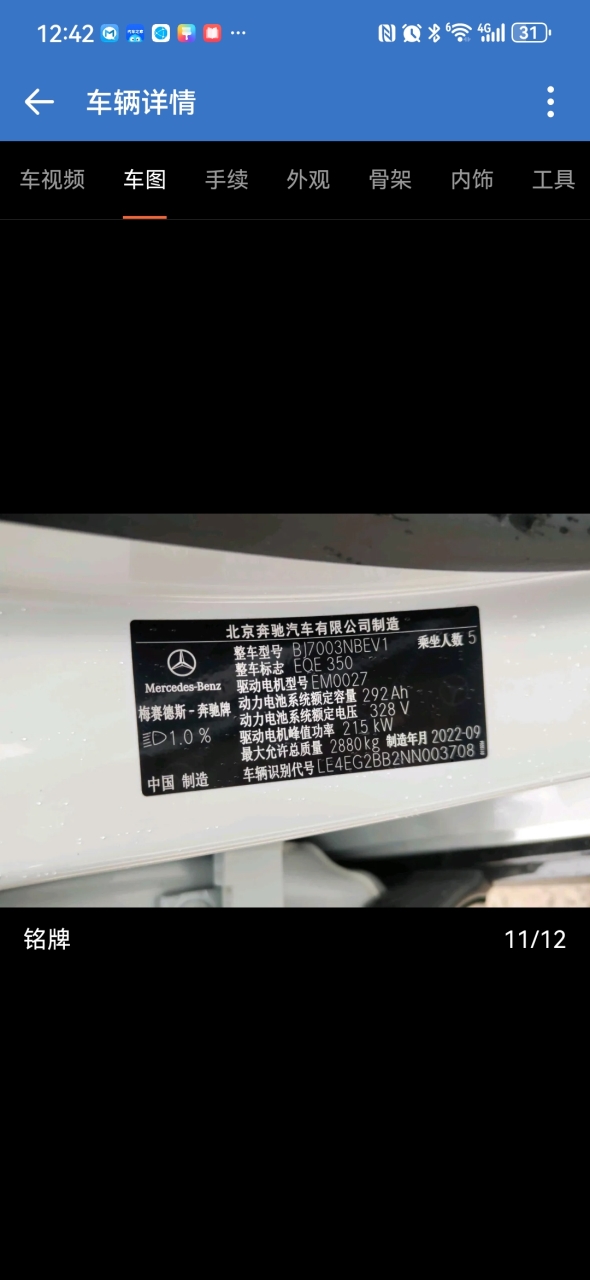 12:42
6
4G
31
车辆详情
车视频 车图 手续 外观 骨架 内饰 工具
北京奔驰汽车有限公司制造
整车型号 BJ7003NBEV1 乘坐人数 5
整车标志 EQE 350
驱动电机型号 EM0027
动力电池系统额定容量 292Ah
动力电池系统额定电压 328 V
驱动电机峰值功率 215 kW
最大允许总质量 2880kg 制造年月 2022-09
车辆识别代号 LE4EG2BB2NN003708
Mercedes-Benz
梅赛德斯-奔驰牌
1.0 %
中国 制造
铭牌 11/12